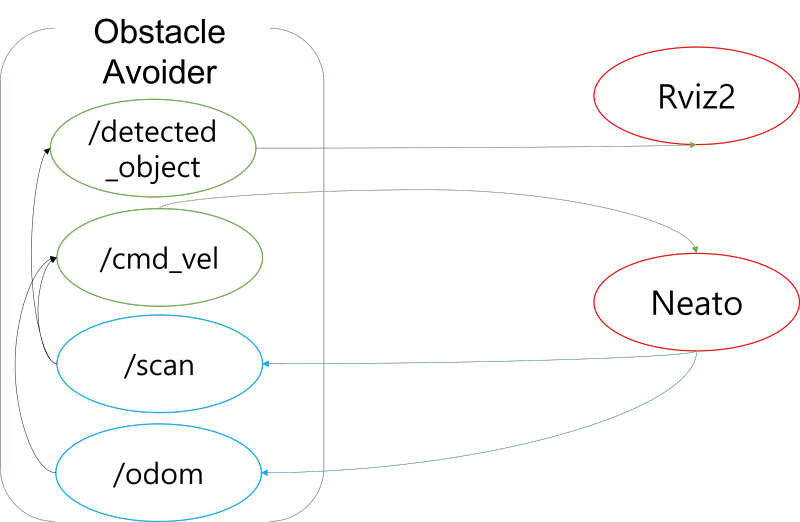 Obstacle
Avoider
/detected
_object
/cmd_vel
/scan
/odom
Rviz2
Neato